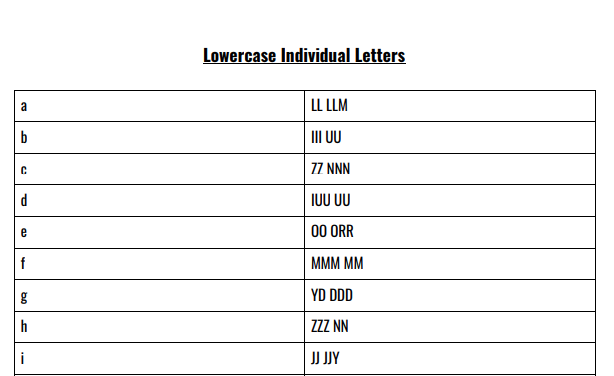 Lowercase Individual Letters
a LL LLM
b III UU
c 77 NNN
d IUU UU
e OO ORR
f MMM MM
g YD DDD
h ZZZ NN
i JJ JJY